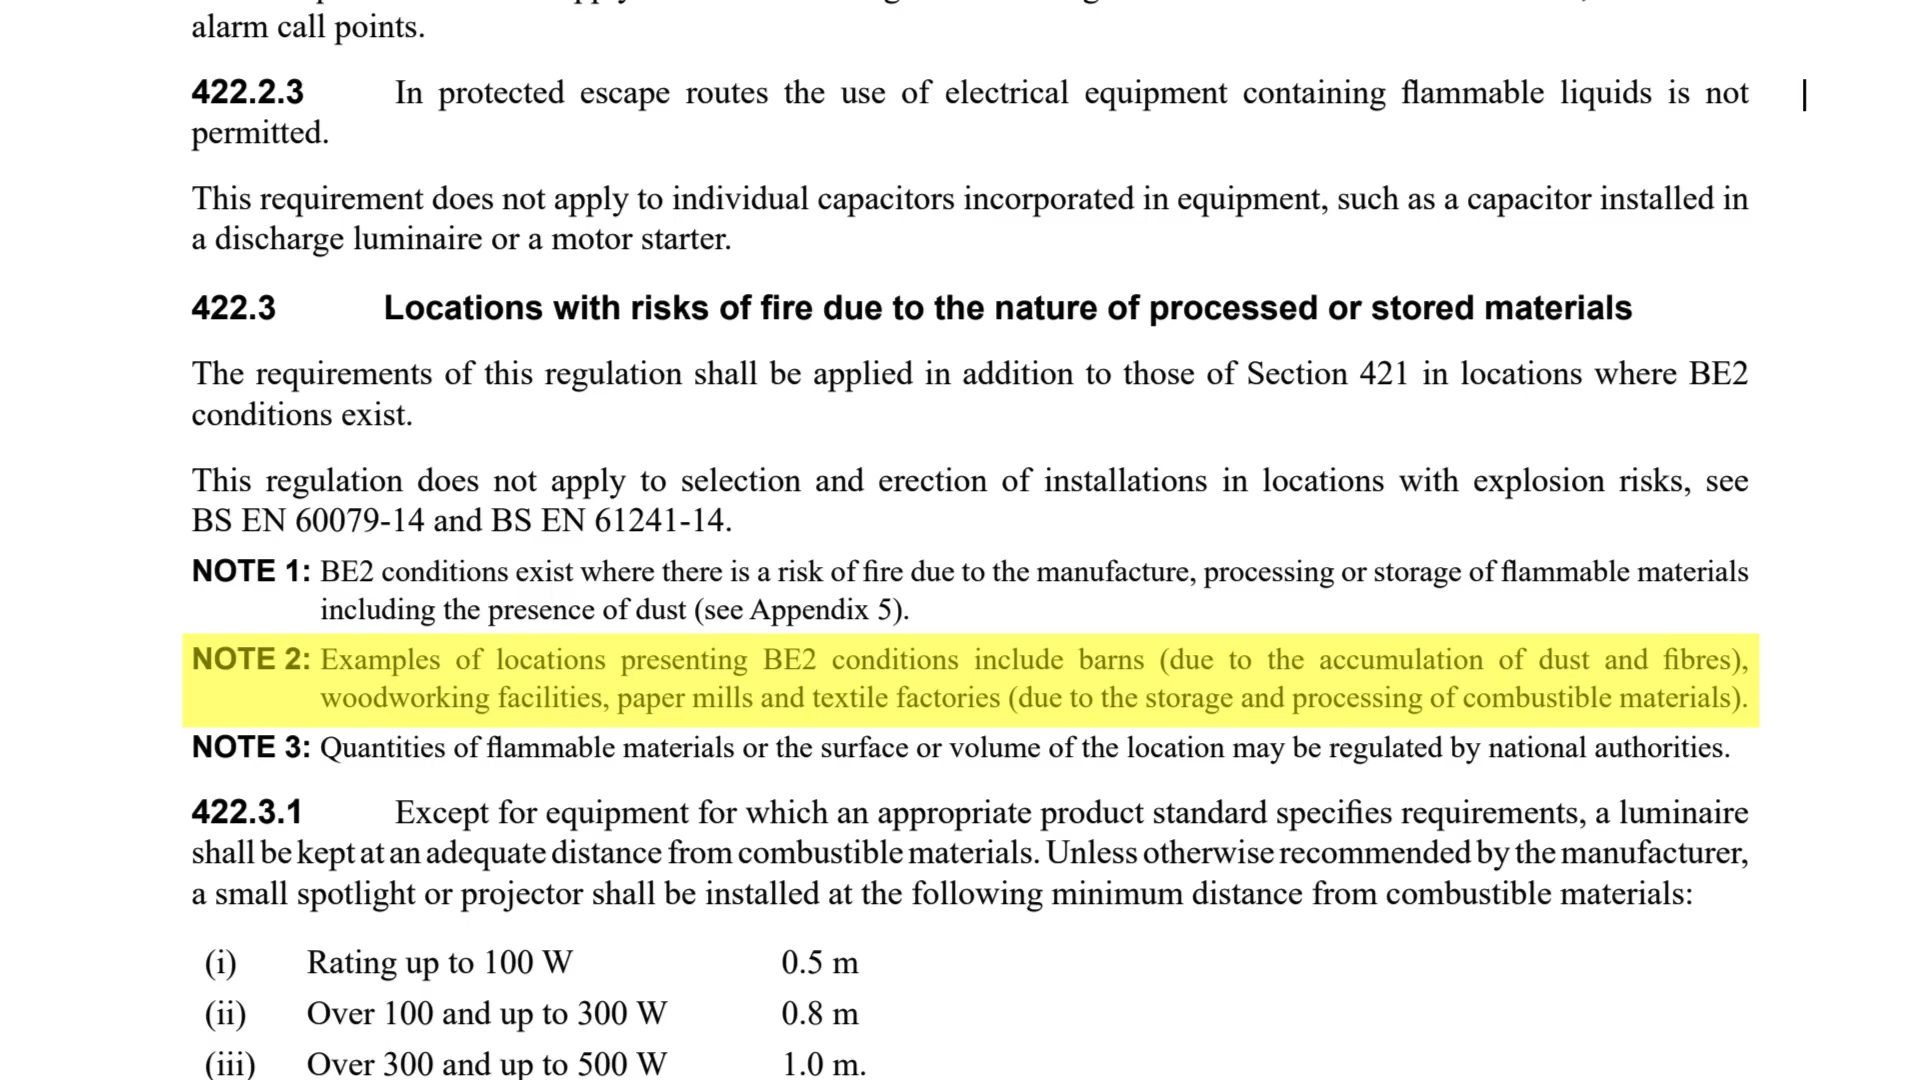 alarm call points.
422.2.3 In protected escape routes the use of electrical equipment containing flammable liquids is not
permitted.
This requirement does not apply to individual capacitors incorporated in equipment, such as a capacitor installed in
a discharge luminaire or a motor starter.
422.3 Locations with risks of fire due to the nature of processed or stored materials
The requirements of this regulation shall be applied in addition to those of Section 421 in locations where BE2
conditions exist.
This regulation does not apply to selection and erection of installations in locations with explosion risks, see
BS EN 60079-14 and BS EN 61241-14.
NOTE 1: BE2 conditions exist where there is a risk of fire due to the manufacture, processing or storage of flammable materials
including the presence of dust (see Appendix 5).
NOTE 2: Examples of locations presenting BE2 conditions include barns (due to the accumulation of dust and fibres),
woodworking facilities, paper mills and textile factories (due to the storage and processing of combustible materials).
NOTE 3: Quantities of flammable materials or the surface or volume of the location may be regulated by national authorities.
422.3.1 Except for equipment for which an appropriate product standard specifies requirements, a luminaire
shall be kept at an adequate distance from combustible materials. Unless otherwise recommended by the manufacturer,
a small spotlight or projector shall be installed at the following minimum distance from combustible materials:
(i) Rating up to 100 W 0.5 m
(ii) Over 100 and up to 300 W 0.8 m
(iii) Over 300 and up to 500 W 1.0 m.